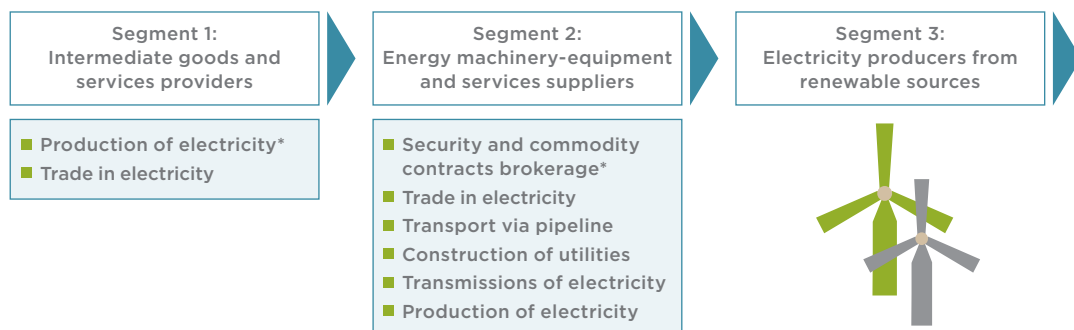 Segment 1:
Intermediate goods and
services providers
Segment 2:
Energy machinery-equipment
and services suppliers
Segment 3:
Electricity producers from
renewable sources
Production of electricity*
Trade in electricity
Security and commodity
contracts brokerage*
Trade in electricity
Transport via pipeline
Construction of utilities
Transmissions of electricity
Production of electricity